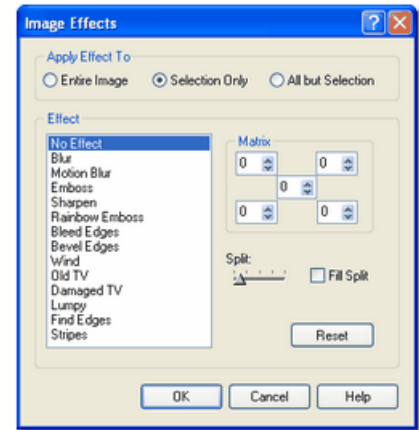 Image Effects
Apply Effect To
Entire Image Selection Only All but Selection
Effect
No Effect
Blur
Motion Blur
Emboss
Sharpen
Rainbow Emboss
Bleed Edges
Bevel Edges
Wind
Old TV
Damaged TV
Lumpy
Find Edges
Stripes
Matrix
0 0
0
0 0
Split:
Fill Split
Reset
OK Cancel Help